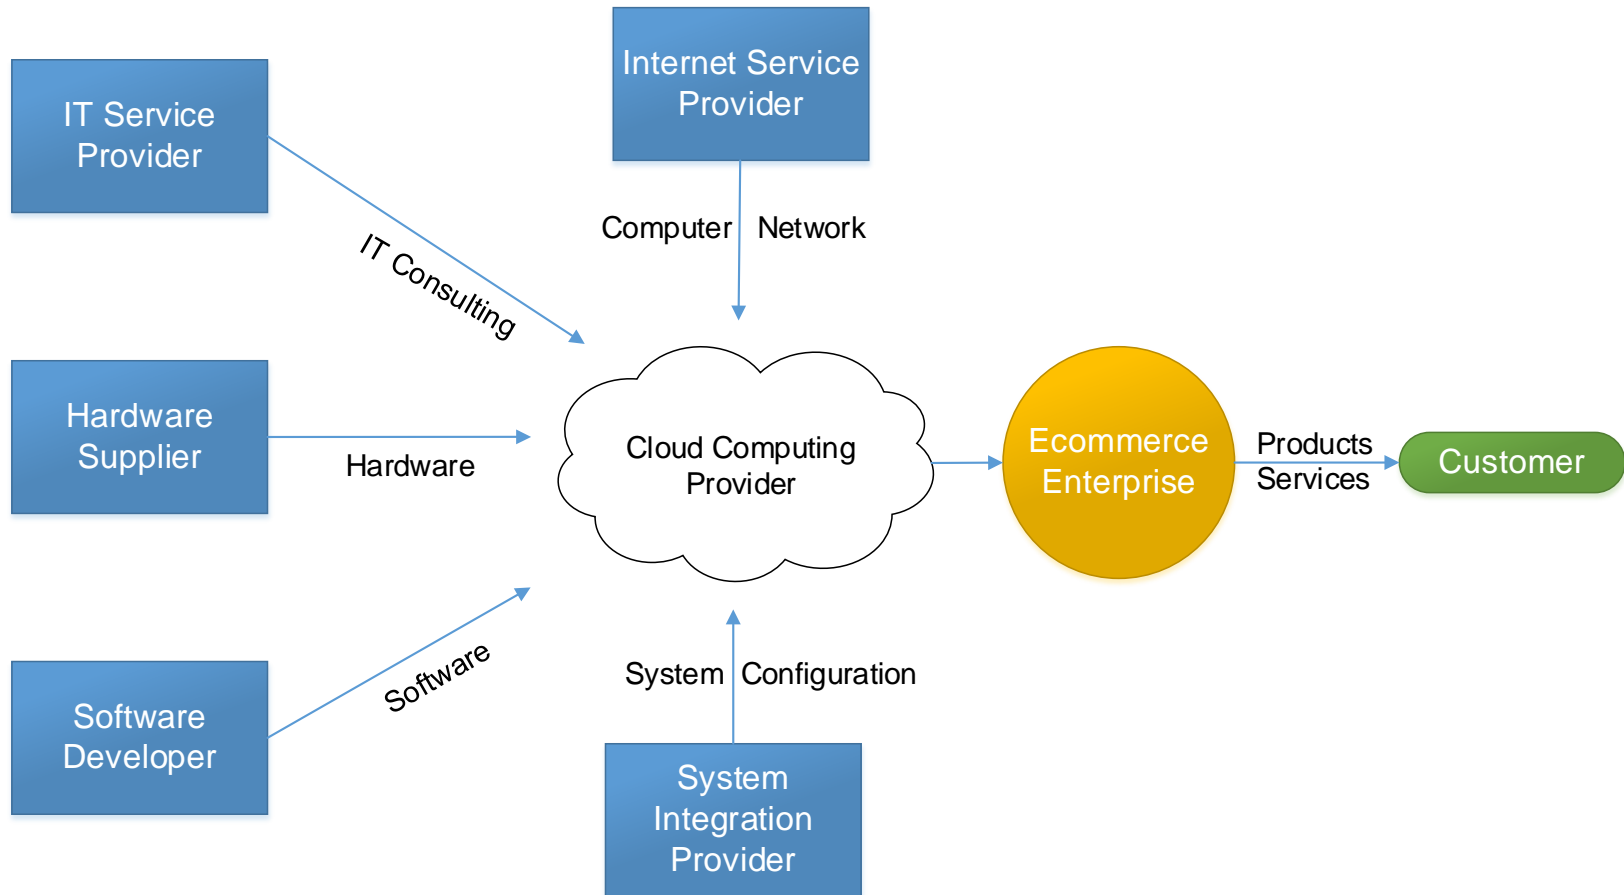 Internet Service
Provider
IT Service
Provider
Computer Network
IT Consulting
Hardware
Supplier
Hardware
Cloud Computing
Provider
Ecommerce
Enterprise
Products
Services
Customer
Software
Developer
Software
System Configuration
System
Integration
Provider